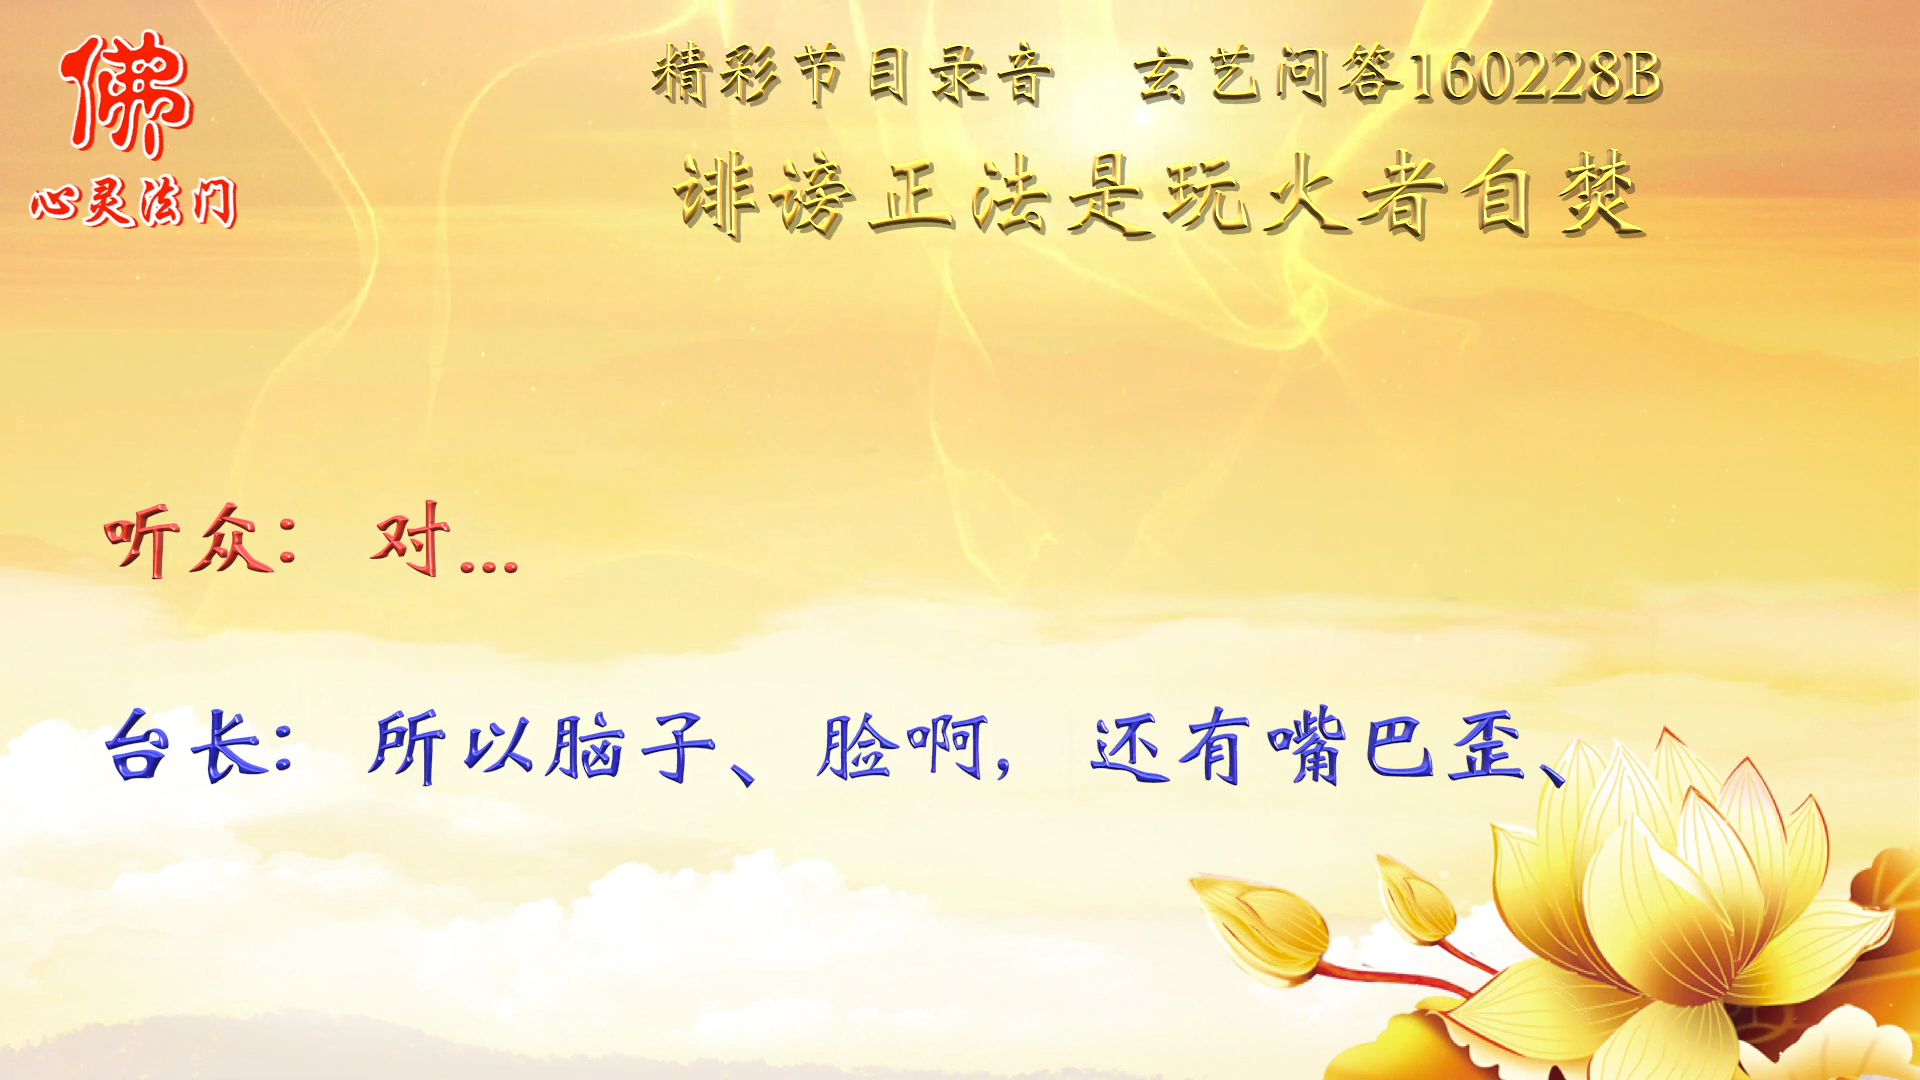 佛
心灵法门
精彩节目录音 玄艺问答160228B
诽谤正法是玩火者自焚
听众： 对...
台长： 所以脑子、脸啊，还有嘴巴歪、